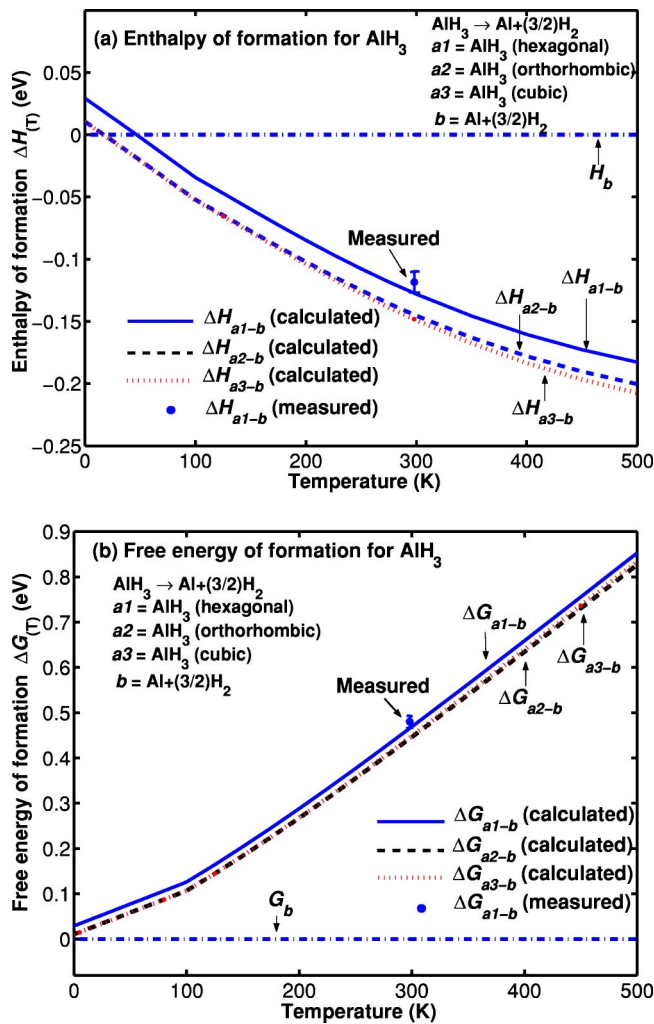 (a) Enthalpy of formation for AlH3
AlH3 → Al+(3/2)H2
a1 = AlH3 (hexagonal)
a2 = AlH3 (orthorhombic)
a3 = AlH3 (cubic)
b = Al+(3/2)H2
Enthalpy of formation ΔH(T) (eV)
0.05
0
−0.05
−0.1
−0.15
−0.2
−0.25
Hb
Measured
ΔHa2−b
ΔHa1−b
ΔHa3−b
ΔHa1−b (calculated)
ΔHa2−b (calculated)
ΔHa3−b (calculated)
ΔHa1−b (measured)
0 100 200 300 400 500
Temperature (K)
(b) Free energy of formation for AlH3
AlH3 → Al+(3/2)H2
a1 = AlH3 (hexagonal)
a2 = AlH3 (orthorhombic)
a3 = AlH3 (cubic)
b = Al+(3/2)H2
Free energy of formation ΔG(T) (eV)
0.9
0.8
0.7
0.6
0.5
0.4
0.3
0.2
0.1
0
Measured
ΔGa1−b
ΔGa3−b
ΔGa2−b
ΔGa1−b (calculated)
ΔGa2−b (calculated)
ΔGa3−b (calculated)
ΔGa1−b (measured)
Gb
0 100 200 300 400 500
Temperature (K)